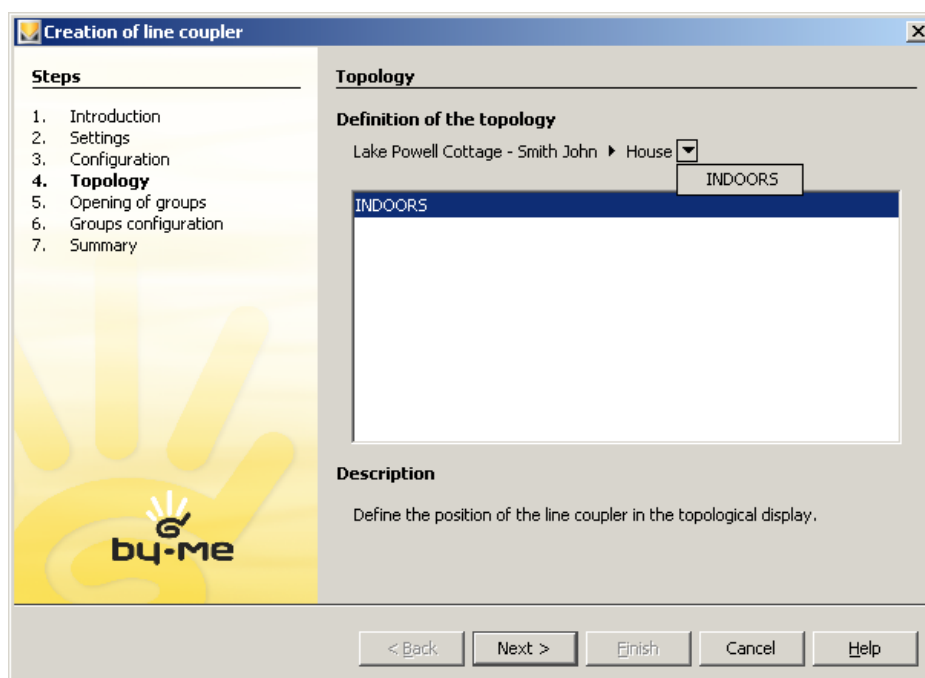 Creation of line coupler
Steps
1. Introduction
2. Settings
3. Configuration
4. Topology
5. Opening of groups
6. Groups configuration
7. Summary
by-me
Topology
Definition of the topology
Lake Powell Cottage - Smith John House
INDOORS
INDOORS
Description
Define the position of the line coupler in the topological display.
< Back
Next >
Finish
Cancel
Help